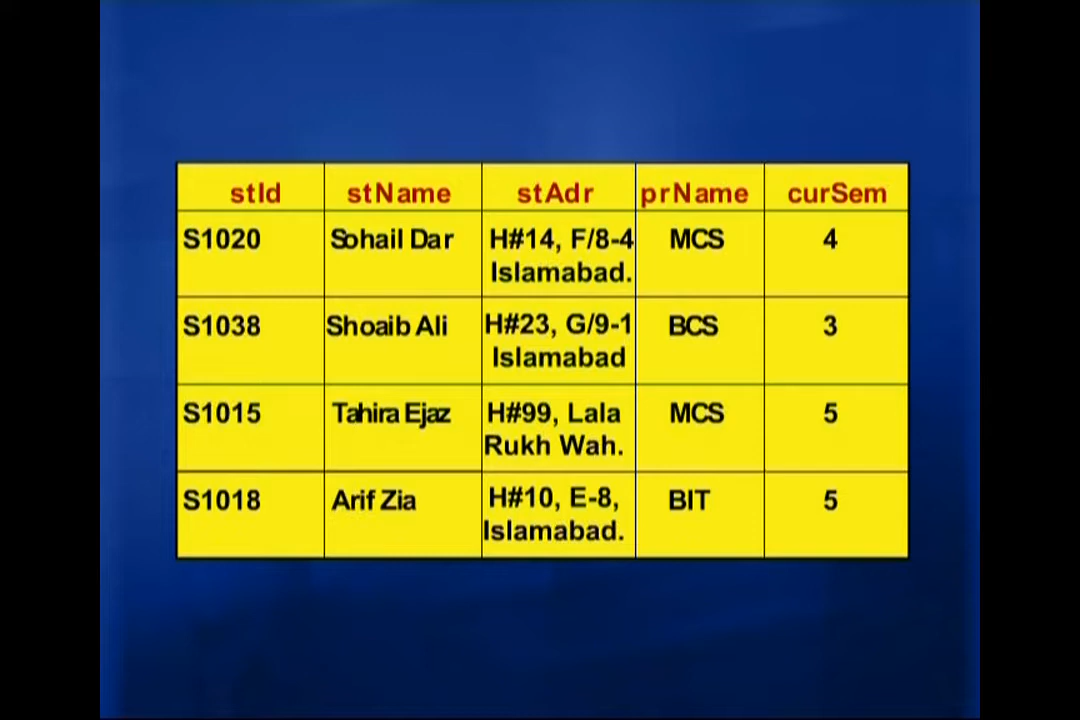 stId stName stAdr prName curSem
S1020 Sohail Dar H#14, F/8-4 MCS 4
Islamabad.
S1038 Shoaib Ali H#23, G/9-1 BCS 3
Islamabad
S1015 Tahira Ejaz H#99, Lala MCS 5
Rukh Wah.
S1018 Arif Zia H#10, E-8, BIT 5
Islamabad.